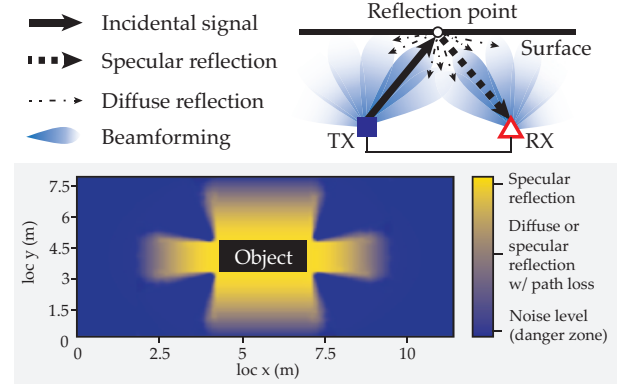 Incidental signal
Specular reflection
Diffuse reflection
Beamforming
Reflection point
Surface
TX
RX
7.5
4.5
3
1.5
0
loc y (m)
Object
0
2.5
5
7.5
10
loc x (m)
Specular
reflection
Diffuse or
specular
reflection
w/ path loss
Noise level
(danger zone)